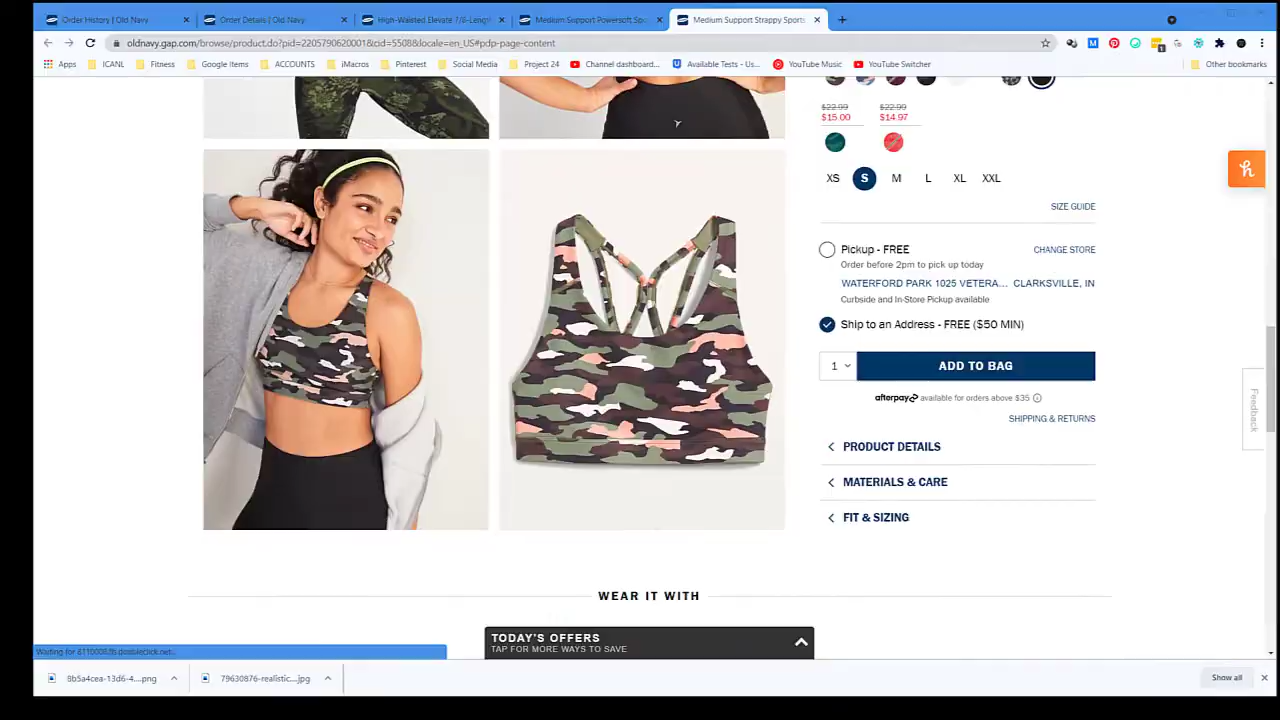 Order History | Old Navy
Order Details | Old Navy
High-Waisted Elevate 7/8-Lengt
Medium Support Powersoft Spo
Medium Support Strappy Sports
oldnavy.gap.com/browse/product.do?pid=2205790620001&cid=5508&locale=en_US#pdp-page-content
Apps ICANL Fitness Google Items ACCOUNTS iMacros Pinterest Social Media Project 24 Channel dashboard... Available Tests - Us... YouTube Music YouTube Switcher Other bookmarks
$22.99 $22.99
$15.00 $14.97
XS S M L XL XXL
SIZE GUIDE
Pickup - FREE CHANGE STORE
Order before 2pm to pick up today
WATERFORD PARK 1025 VETERA... CLARKSVILLE, IN
Curbside and In-Store Pickup available
Ship to an Address - FREE ($50 MIN)
1 ADD TO BAG
afterpay available for orders above $35
SHIPPING & RETURNS
PRODUCT DETAILS
MATERIALS & CARE
FIT & SIZING
Feedback
WEAR IT WITH
TODAY'S OFFERS
TAP FOR MORE WAYS TO SAVE
8b5a4cea-13d6-4....png 79630876-realistic....jpg Show all